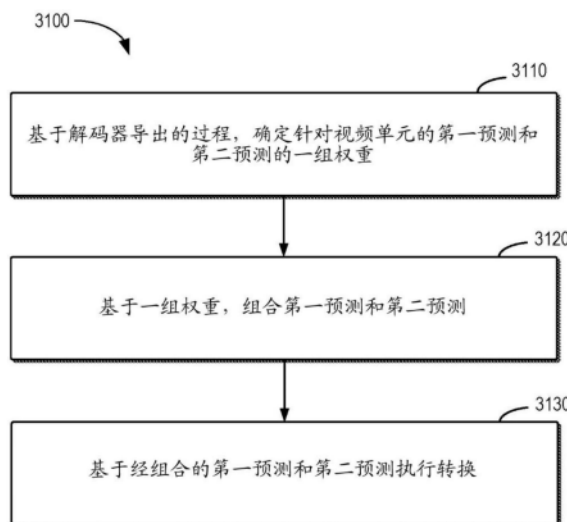 3100
3110
基于解码器导出的过程，确定针对视频单元的第一预测和
第二预测的一组权重
3120
基于一组权重，组合第一预测和第二预测
3130
基于经组合的第一预测和第二预测执行转换